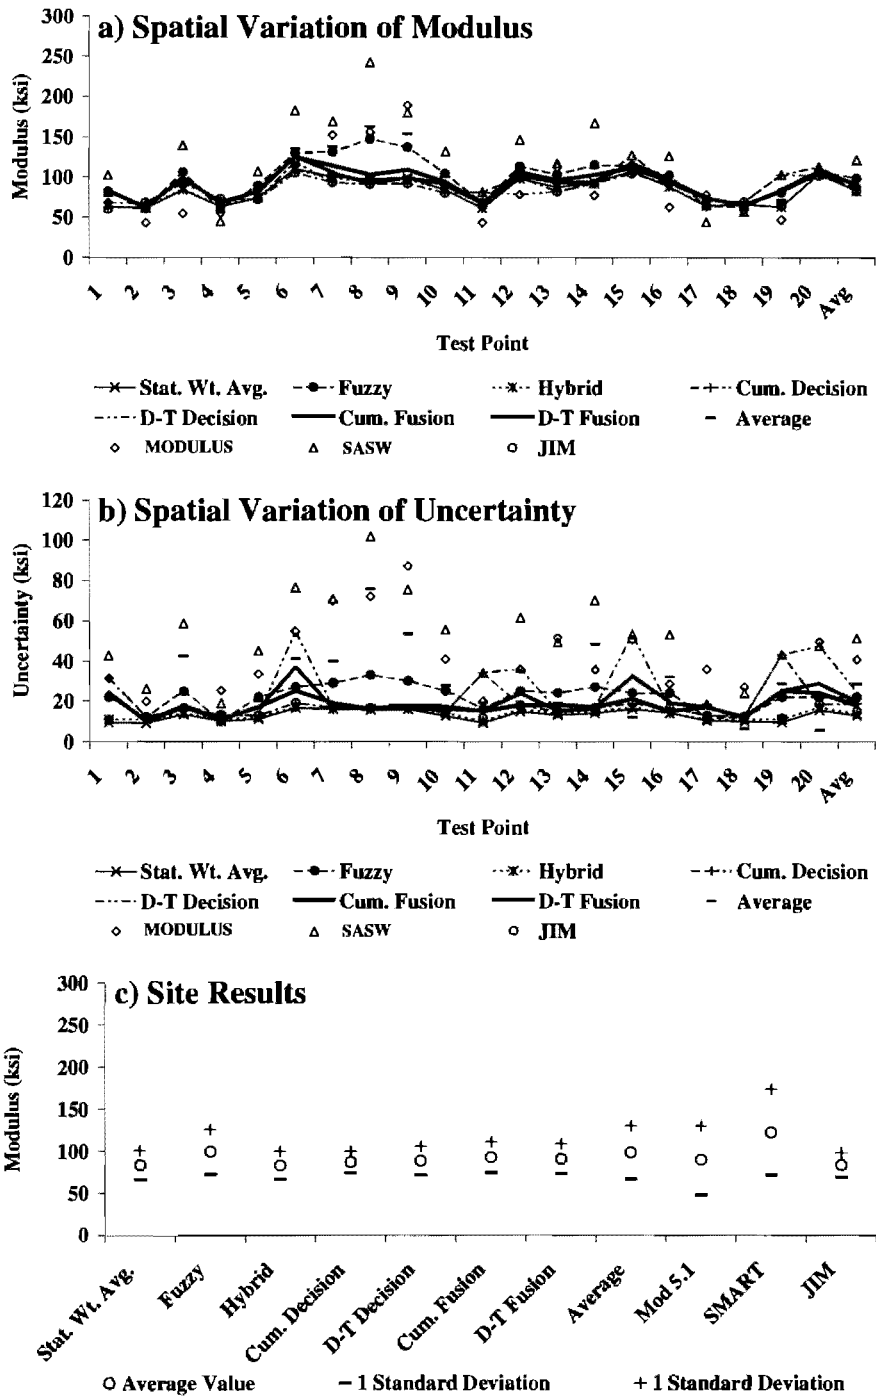 a) Spatial Variation of Modulus
300
250
200
150
100
50
0
Modulus (ksi)
1 2 3 4 5 6 7 8 9 10 11 12 13 14 15 16 17 18 19 20 Avg
Test Point
Stat. Wt. Avg. Fuzzy Hybrid Cum. Decision
D-T Decision Cum. Fusion D-T Fusion Average
MODULUS SASW JIM
b) Spatial Variation of Uncertainty
120
100
80
60
40
20
0
Uncertainty (ksi)
1 2 3 4 5 6 7 8 9 10 11 12 13 14 15 16 17 18 19 20 Avg
Test Point
Stat. Wt. Avg. Fuzzy Hybrid Cum. Decision
D-T Decision Cum. Fusion D-T Fusion Average
MODULUS SASW JIM
c) Site Results
300
250
200
150
100
50
0
Modulus (ksi)
Stat. Wt. Avg. Fuzzy Hybrid Cum. Decision D-T Decision Cum. Fusion D-T Fusion Average Mod 5.1 SMART JIM
O Average Value – 1 Standard Deviation + 1 Standard Deviation